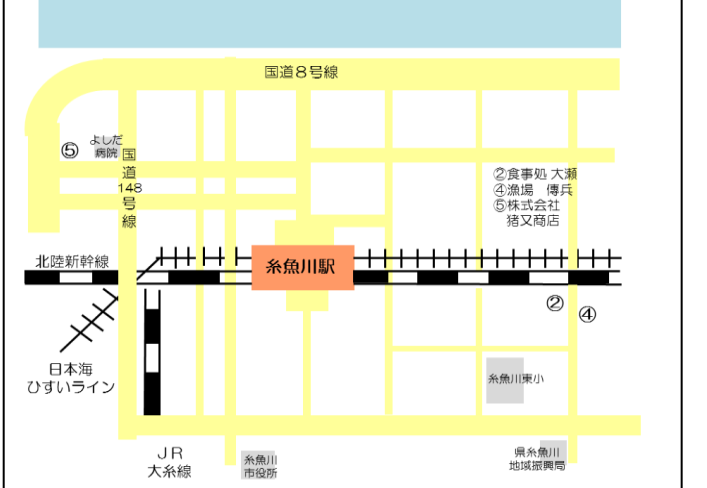 国道8号線
よしだ
病院
⑤
国
道
148
号
線
②食事処 大瀬
④漁場 傳兵
⑤株式会社
猪又商店
北陸新幹線
糸魚川駅
②
④
日本海
ひすいライン
糸魚川東小
JR
大糸線
糸魚川
市役所
県糸魚川
地域振興局